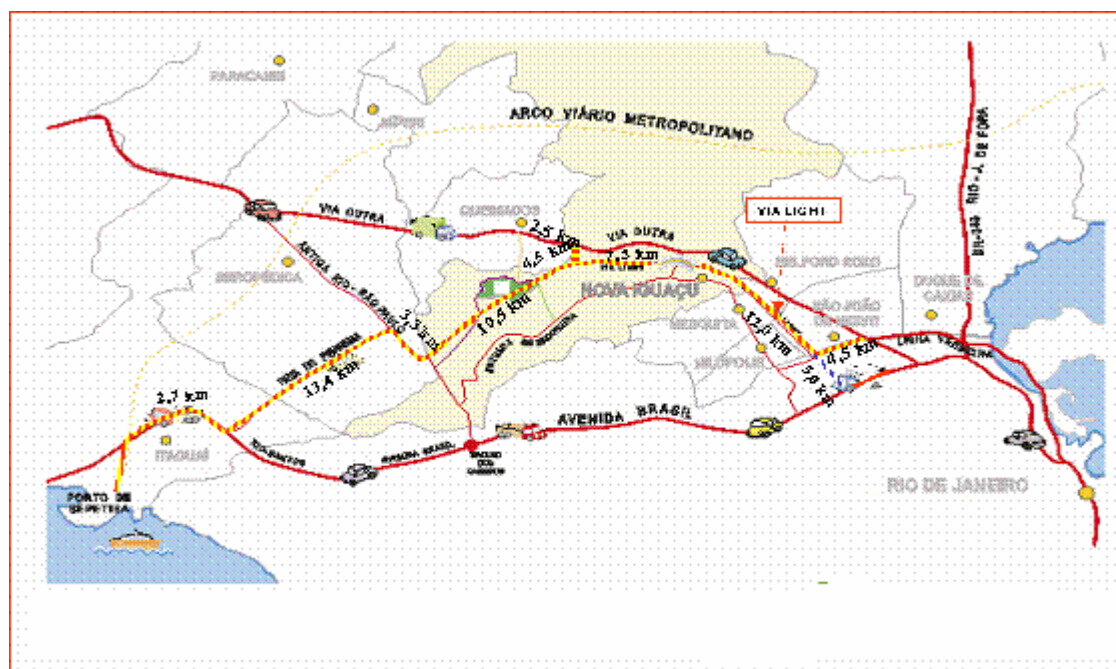 PARACAMBI
JAPERI
ARCO VIÁRIO METROPOLITANO
BR-040 RIO - J. DE FORA
VIA DUTRA
QUEIMADOS
2,5 km
VIA DUTRA
VIA LIGHT
4,5 km
7,3 km
BELFORD ROXO
SEROPÉDICA
ANTIGA RIO - SÃO PAULO
NOVA IGUAÇU
DUQUE DE
CAXIAS
SÃO JOÃO
DE MERITI
10,5 km
3,3 km
MESQUITA
12,0 km
LINHA VERMELHA
4,5 km
NILÓPOLIS
5,0 km
13,4 km
2,7 km
AVENIDA BRASIL
ITAGUAÍ
RIO-SANTOS
AVENIDA BRASIL
RIO DE JANEIRO
PORTO DE
SEPETIBA